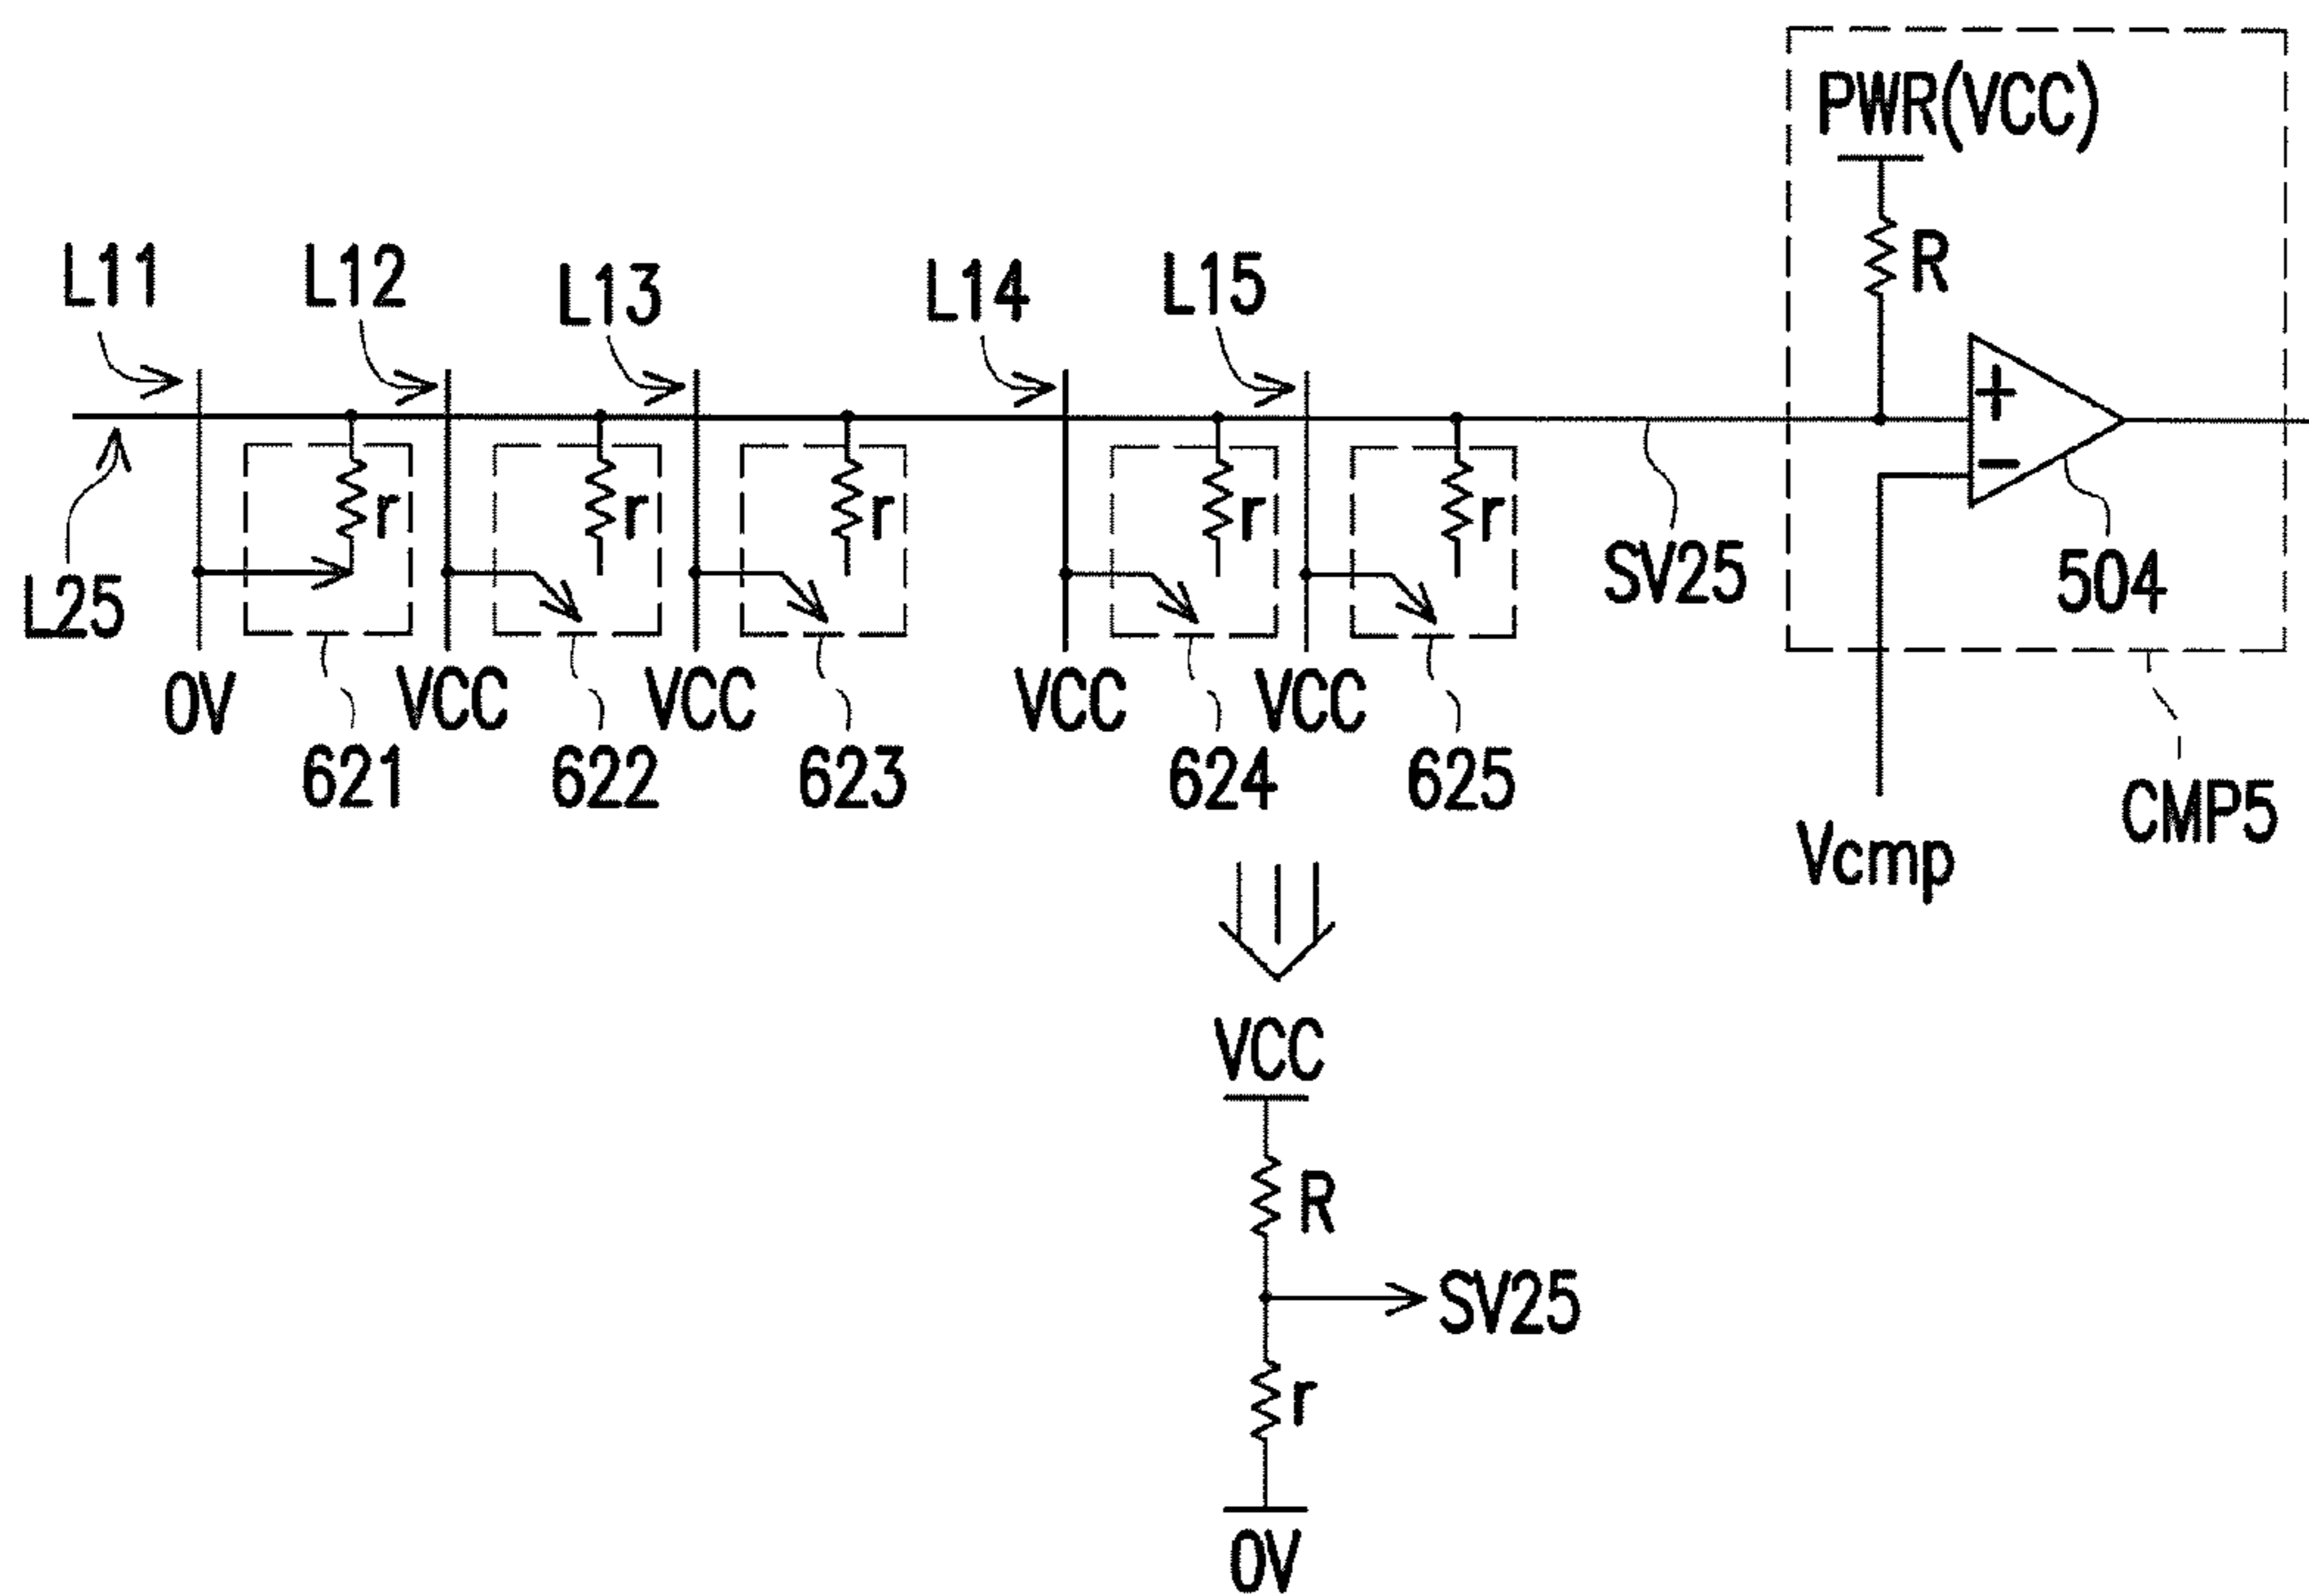 PWR(VCC)
R
L11
L12
L13
L14
L15
+
−
r
r
r
r
r
L25
SV25
504
0V
VCC
VCC
VCC
VCC
621
622
623
624
625
CMP5
Vcmp
VCC
R
SV25
r
0V